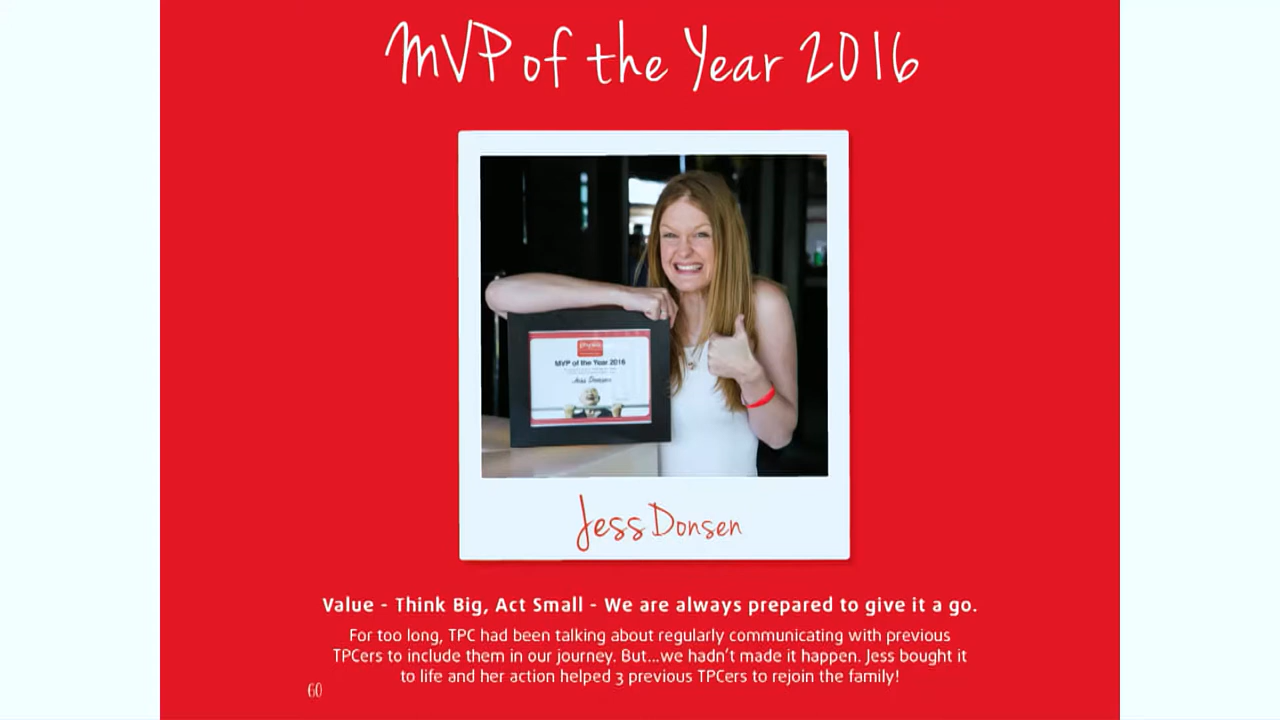 MVP of the Year 2016
physio
MVP of the Year 2016
Jess Donsen
Jess Donsen
Value - Think Big, Act Small - We are always prepared to give it a go.
For too long, TPC had been talking about regularly communicating with previous
TPCers to include them in our journey. But...we hadn't made it happen. Jess bought it
to life and her action helped 3 previous TPCers to rejoin the family!
60